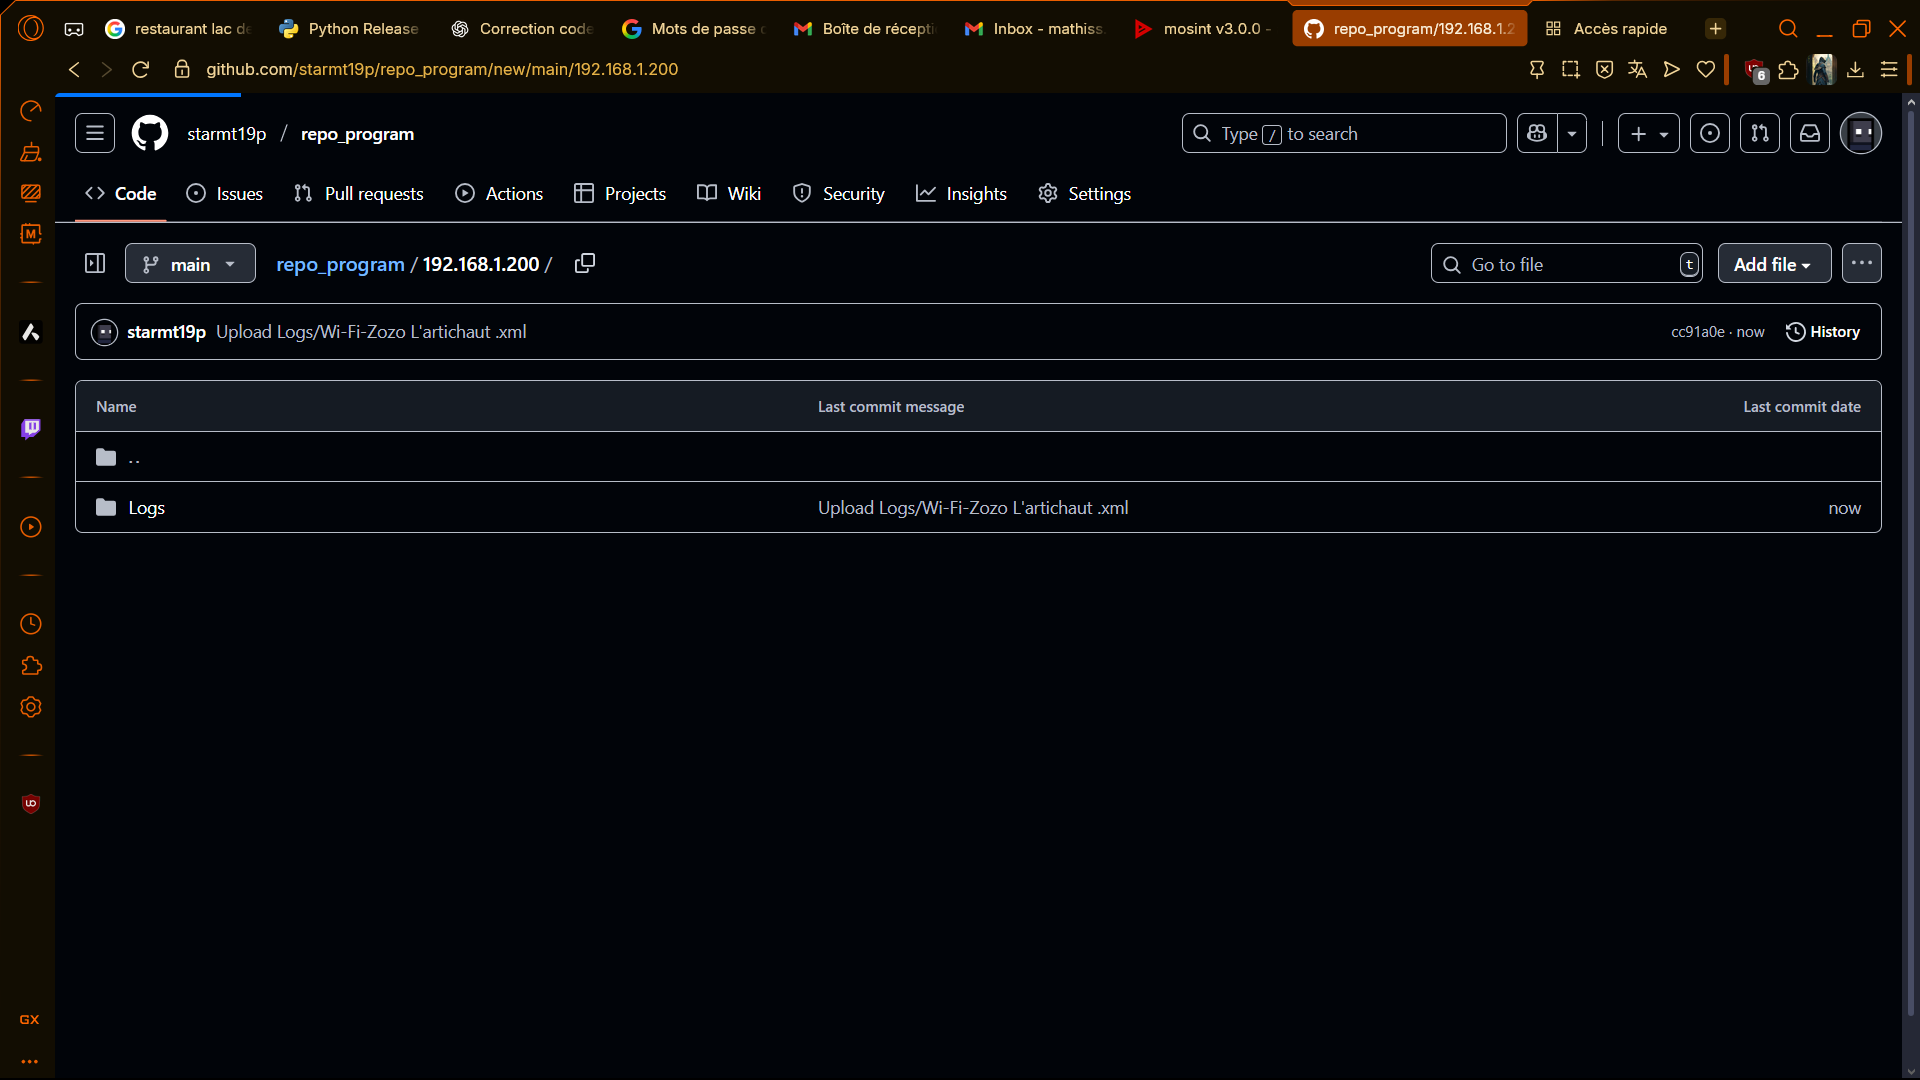 restaurant lac de
Python Release
Correction code
Mots de passe
Boîte de récepti
Inbox - mathiss.
mosint v3.0.0 -
repo_program/192.168.1.2
Accès rapide
github.com/starmt19p/repo_program/new/main/192.168.1.200
6
starmt19p / repo_program
Type / to search
Code
Issues
Pull requests
Actions
Projects
Wiki
Security
Insights
Settings
main
repo_program / 192.168.1.200 /
Go to file
t
Add file
starmt19p Upload Logs/Wi-Fi-Zozo L'artichaut .xml
cc91a0e · now
History
Name
Last commit message
Last commit date
..
Logs
Upload Logs/Wi-Fi-Zozo L'artichaut .xml
now
M
GX